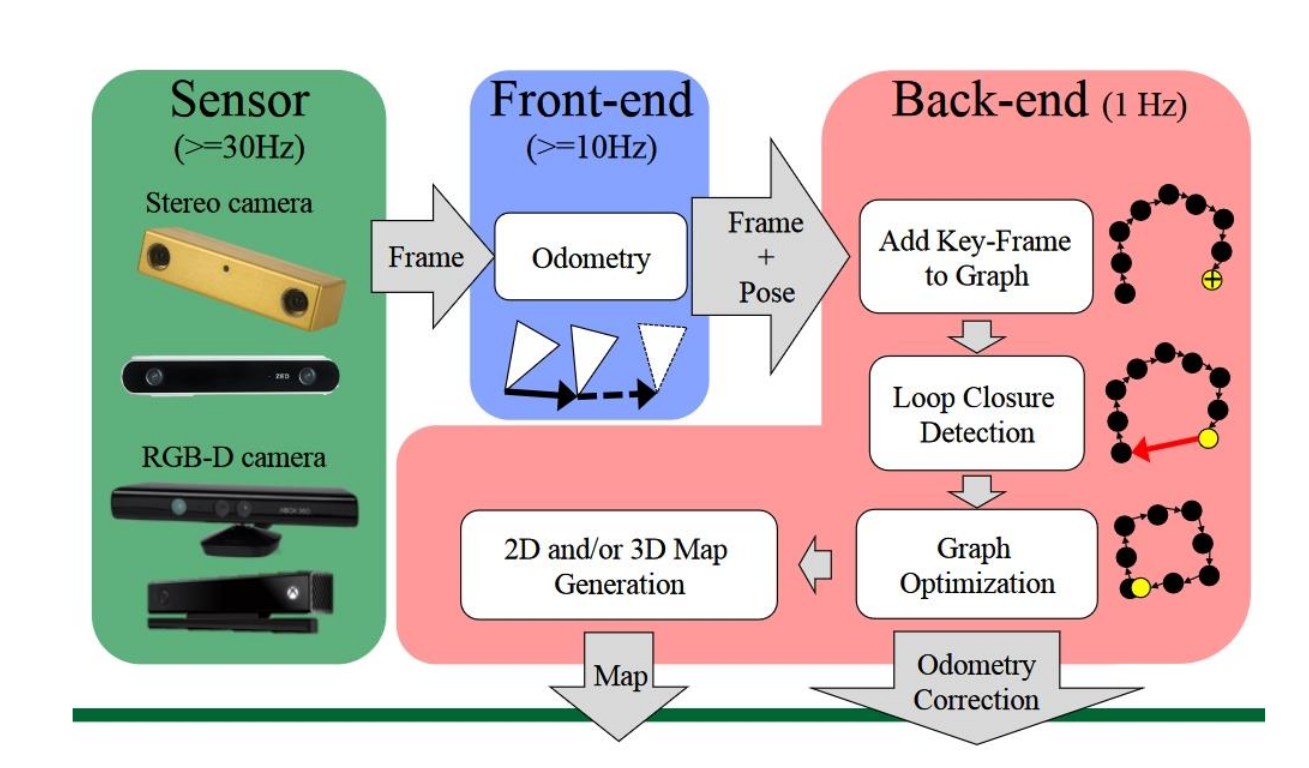 Sensor
(>=30Hz)
Stereo camera
ZED
RGB-D camera
XBOX 360
Frame
Front-end
(>=10Hz)
Odometry
Frame
+
Pose
Back-end (1 Hz)
Add Key-Frame
to Graph
Loop Closure
Detection
Graph
Optimization
2D and/or 3D Map
Generation
Map
Odometry
Correction